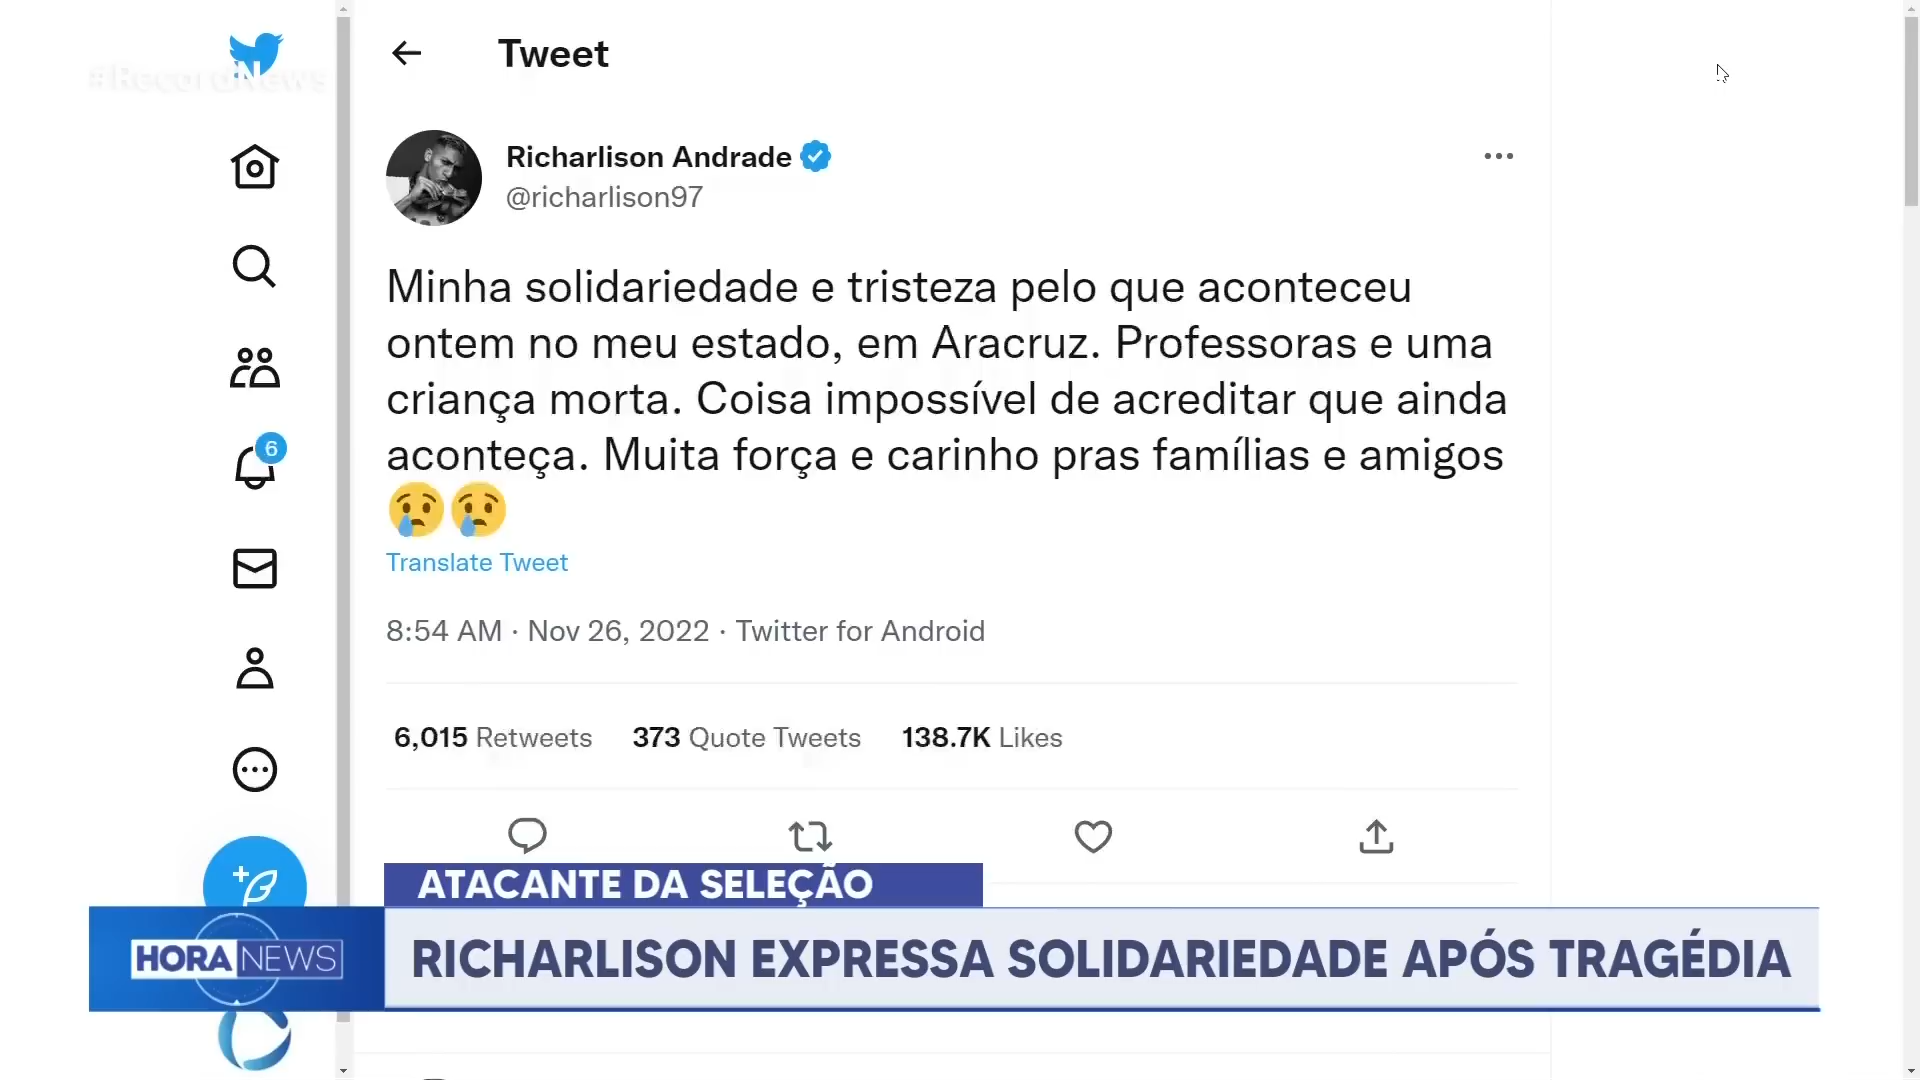 #RecordNews
Tweet
Richarlison Andrade
@richarlison97
Minha solidariedade e tristeza pelo que aconteceu
ontem no meu estado, em Aracruz. Professoras e uma
criança morta. Coisa impossível de acreditar que ainda
aconteça. Muita força e carinho pras famílias e amigos
😢😢
Translate Tweet
8:54 AM · Nov 26, 2022 · Twitter for Android
6,015 Retweets 373 Quote Tweets 138.7K Likes
6
ATACANTE DA SELEÇÃO
HORA NEWS
RICHARLISON EXPRESSA SOLIDARIEDADE APÓS TRAGÉDIA